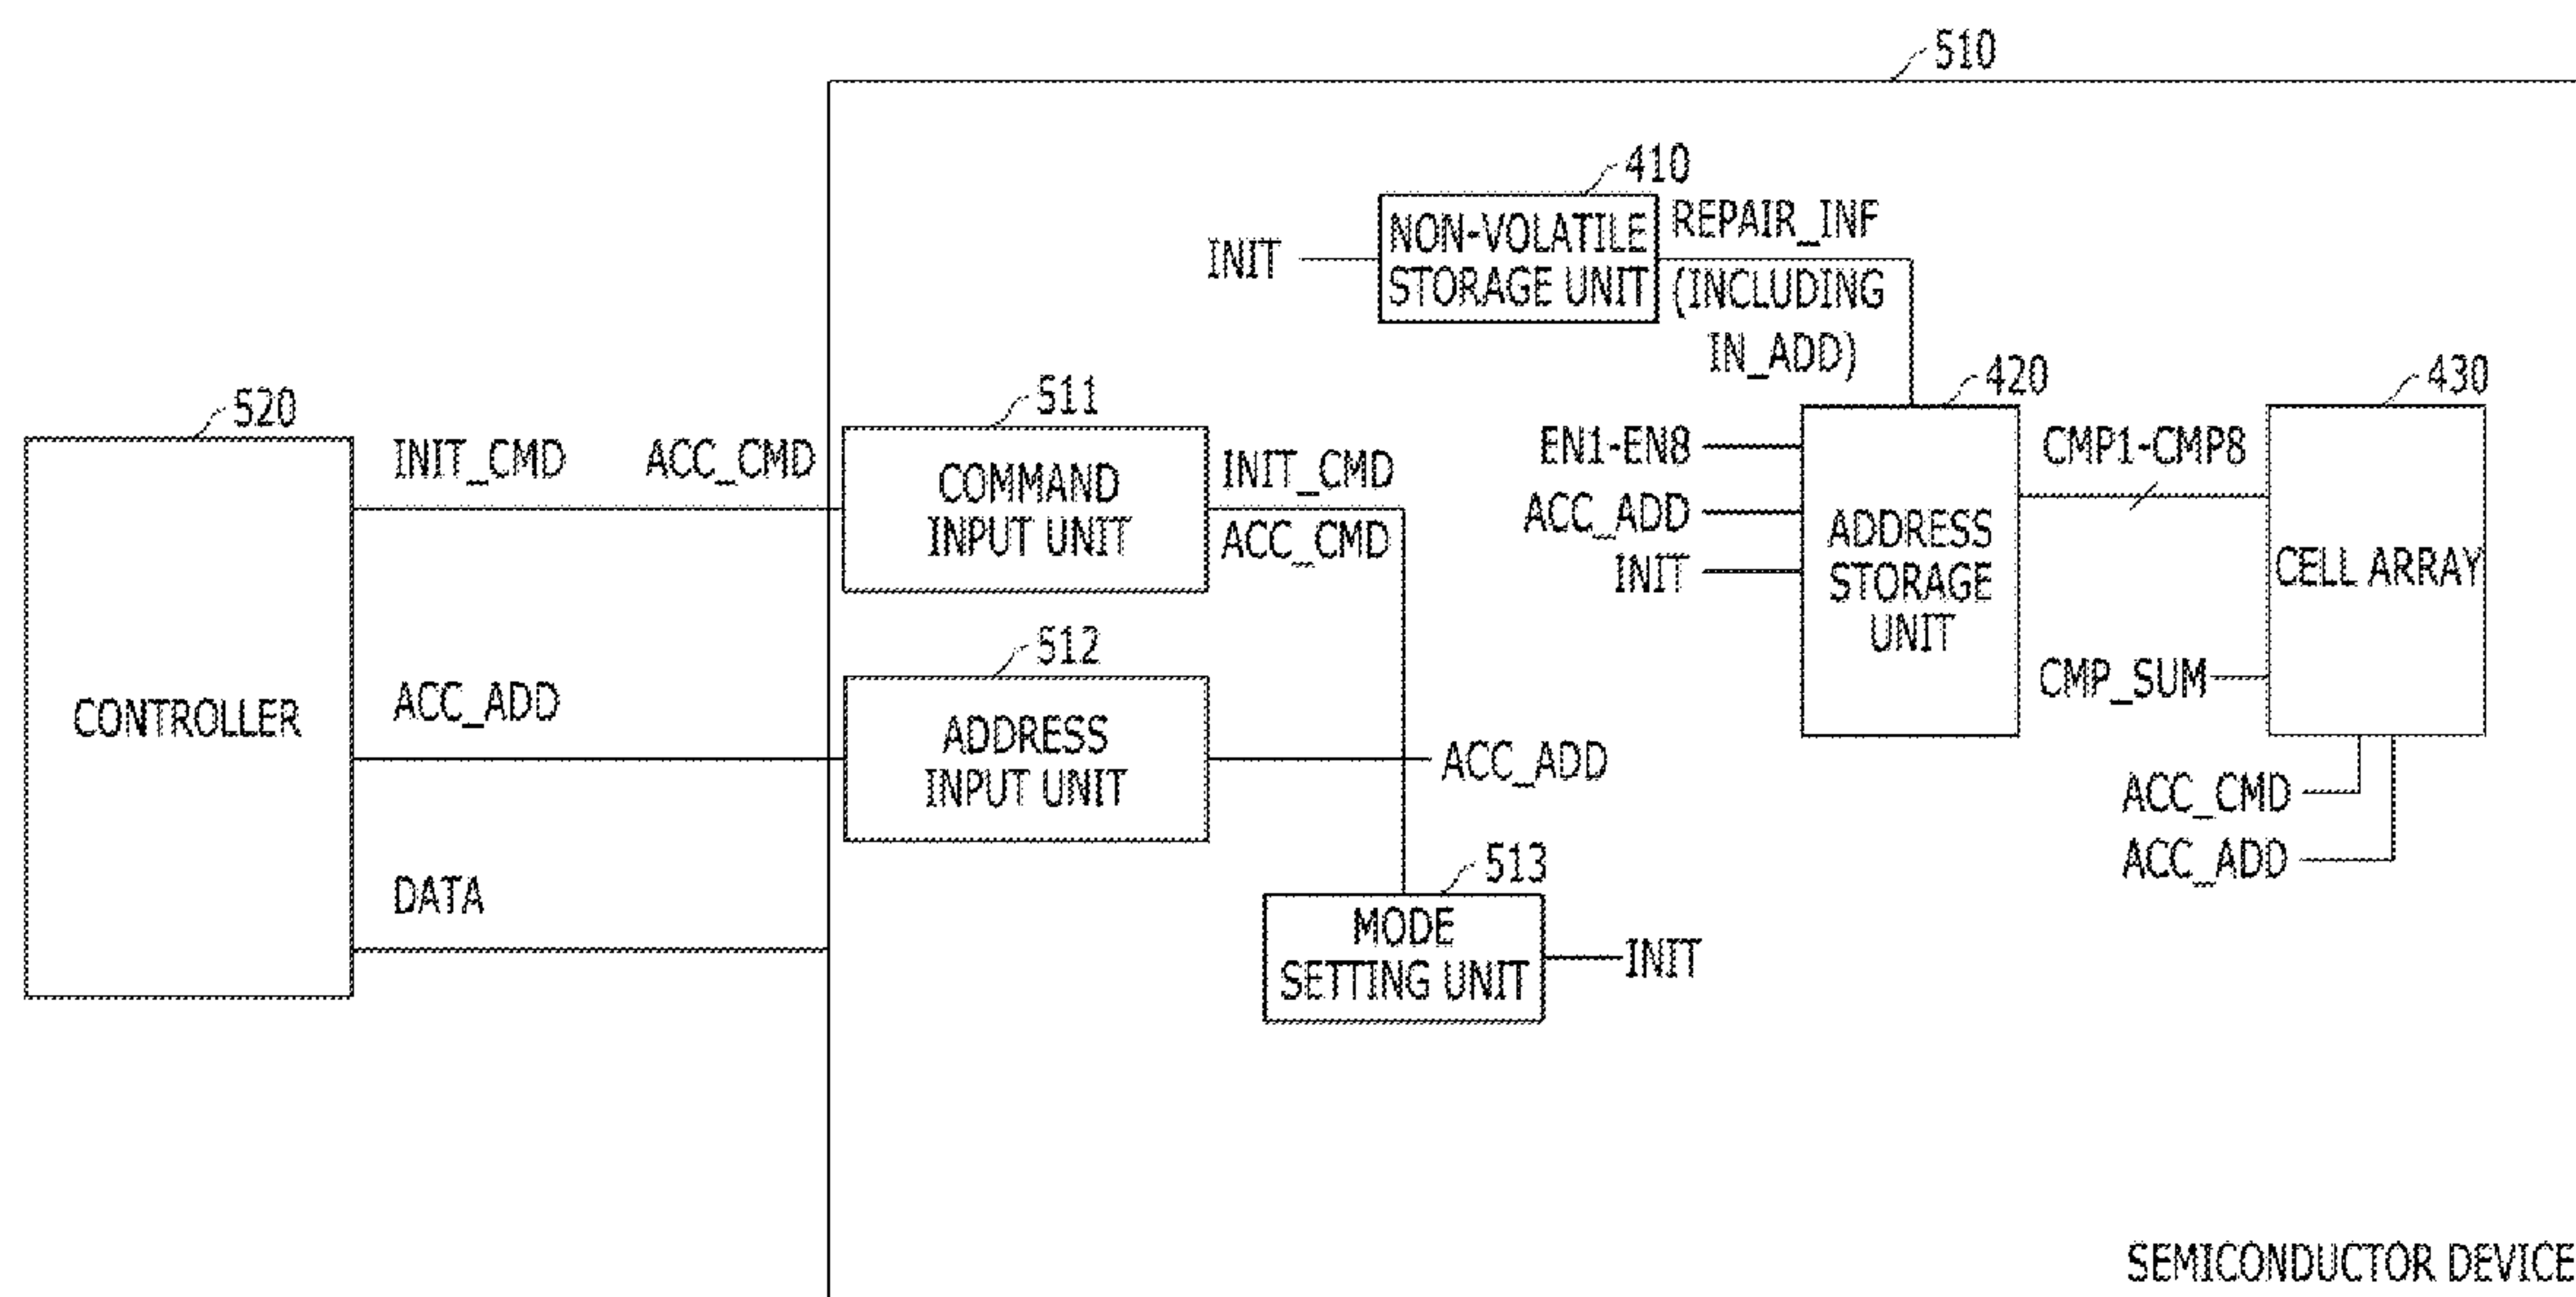 510
410
NON-VOLATILE
STORAGE UNIT
INIT
REPAIR_INF
(INCLUDING
IN_ADD)
520
CONTROLLER
INIT_CMD
ACC_CMD
ACC_ADD
DATA
511
COMMAND
INPUT UNIT
INIT_CMD
ACC_CMD
512
ADDRESS
INPUT UNIT
ACC_ADD
513
MODE
SETTING UNIT
INIT
420
EN1-EN8
ACC_ADD
INIT
ADDRESS
STORAGE
UNIT
CMP1-CMP8
CMP_SUM
430
CELL ARRAY
ACC_CMD
ACC_ADD
SEMICONDUCTOR DEVICE